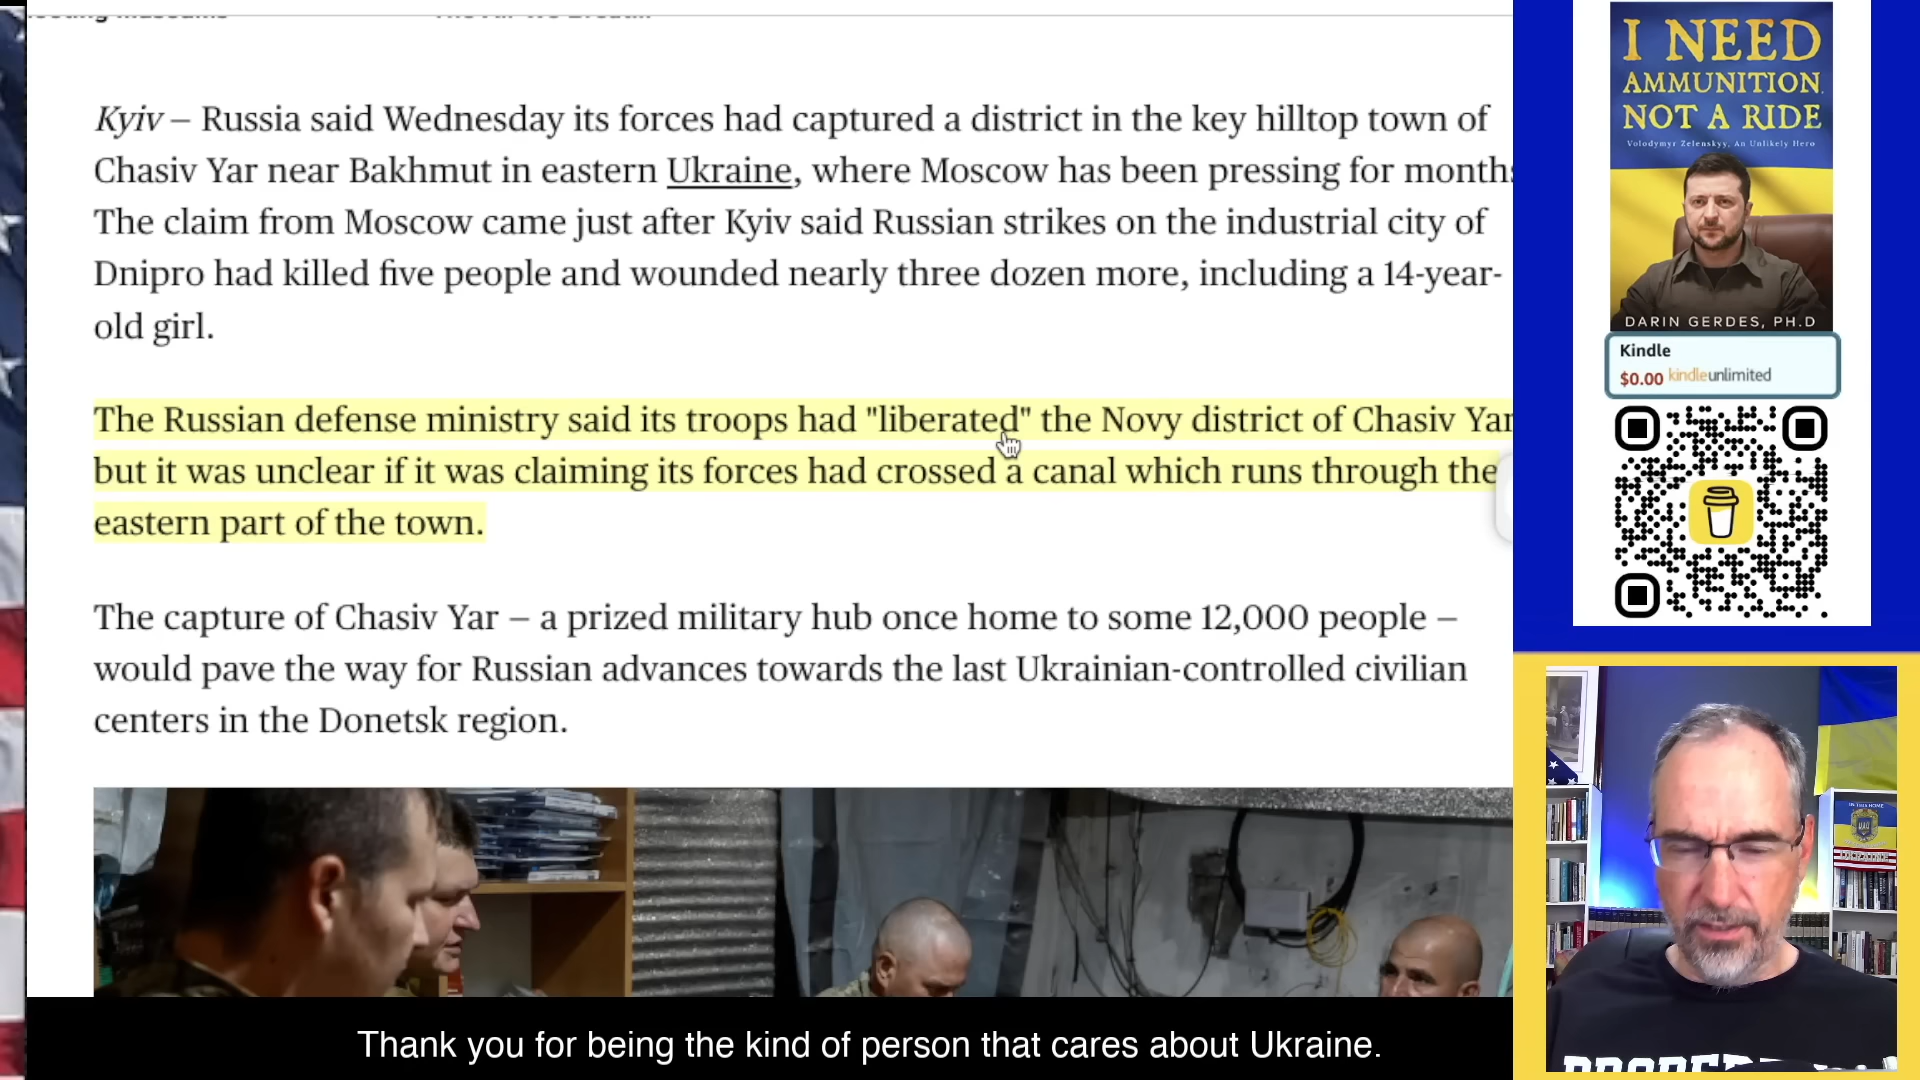 Kyiv – Russia said Wednesday its forces had captured a district in the key hilltop town of
Chasiv Yar near Bakhmut in eastern Ukraine, where Moscow has been pressing for months
The claim from Moscow came just after Kyiv said Russian strikes on the industrial city of
Dnipro had killed five people and wounded nearly three dozen more, including a 14-year-
old girl.
The Russian defense ministry said its troops had "liberated" the Novy district of Chasiv Yar
but it was unclear if it was claiming its forces had crossed a canal which runs through the
eastern part of the town.
The capture of Chasiv Yar – a prized military hub once home to some 12,000 people –
would pave the way for Russian advances towards the last Ukrainian-controlled civilian
centers in the Donetsk region.
Thank you for being the kind of person that cares about Ukraine.
I NEED
AMMUNITION,
NOT A RIDE
Volodymyr Zelenskyy, An Unlikely Hero
DARIN GERDES, PH.D
Kindle
$0.00 kindleunlimited
IN THIS HOME
UKRAINE